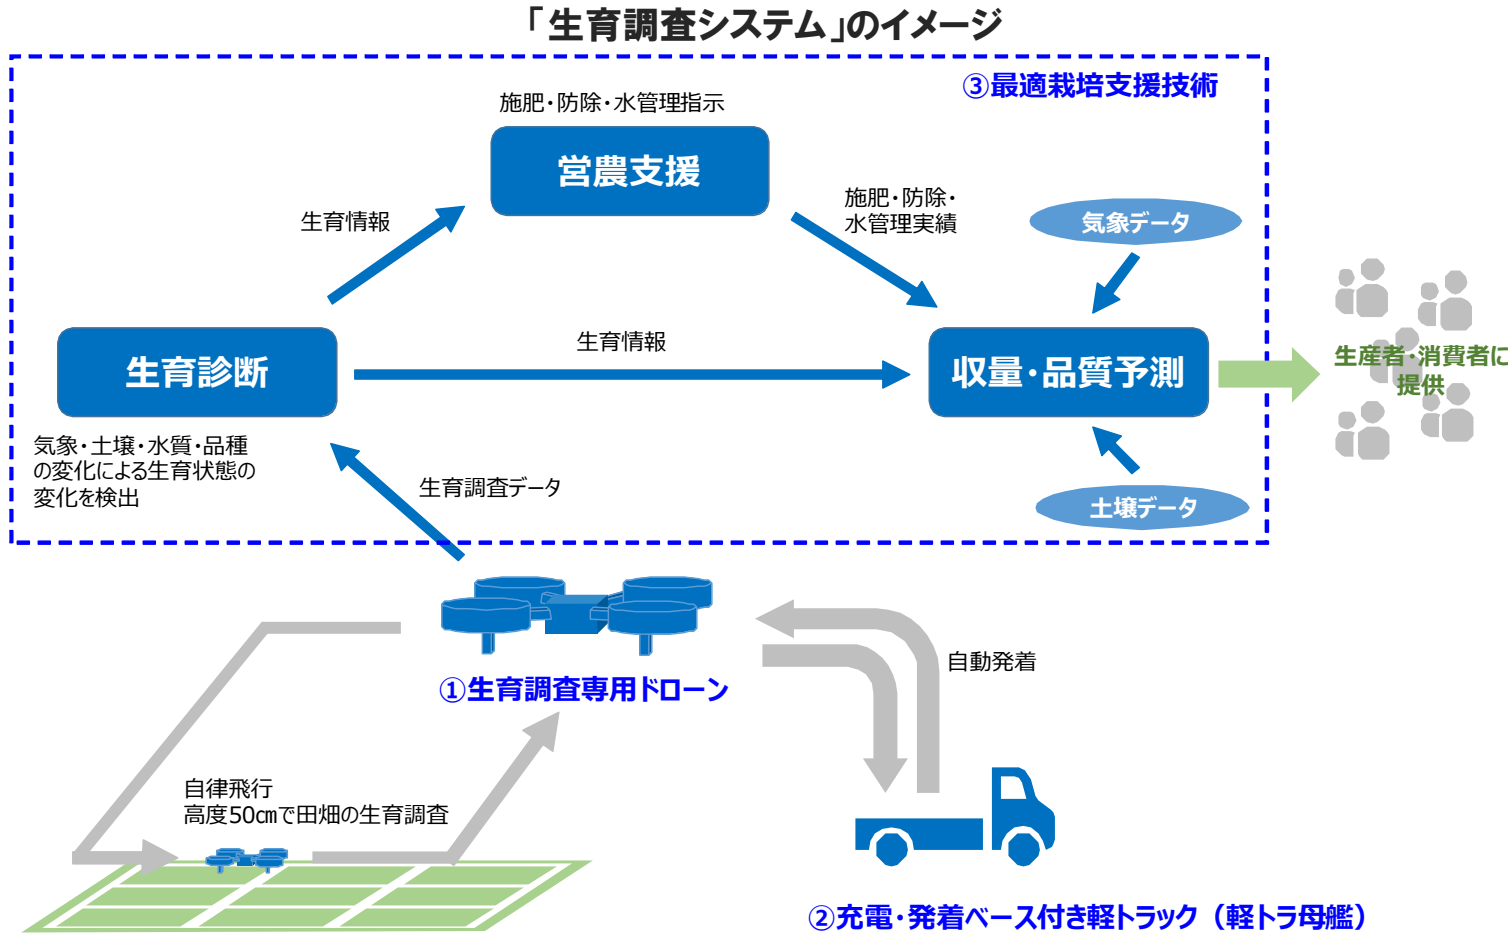 「生育調査システム」のイメージ
③最適栽培支援技術
施肥・防除・水管理指示
営農支援
生育情報
施肥・防除・
水管理実績
気象データ
生育情報
生育診断
収量・品質予測
生産者・消費者に
提供
気象・土壌・水質・品種
の変化による生育状態の
変化を検出
生育調査データ
土壌データ
①生育調査専用ドローン
自動発着
自律飛行
高度50㎝で田畑の生育調査
②充電・発着ベース付き軽トラック（軽トラ母艦）